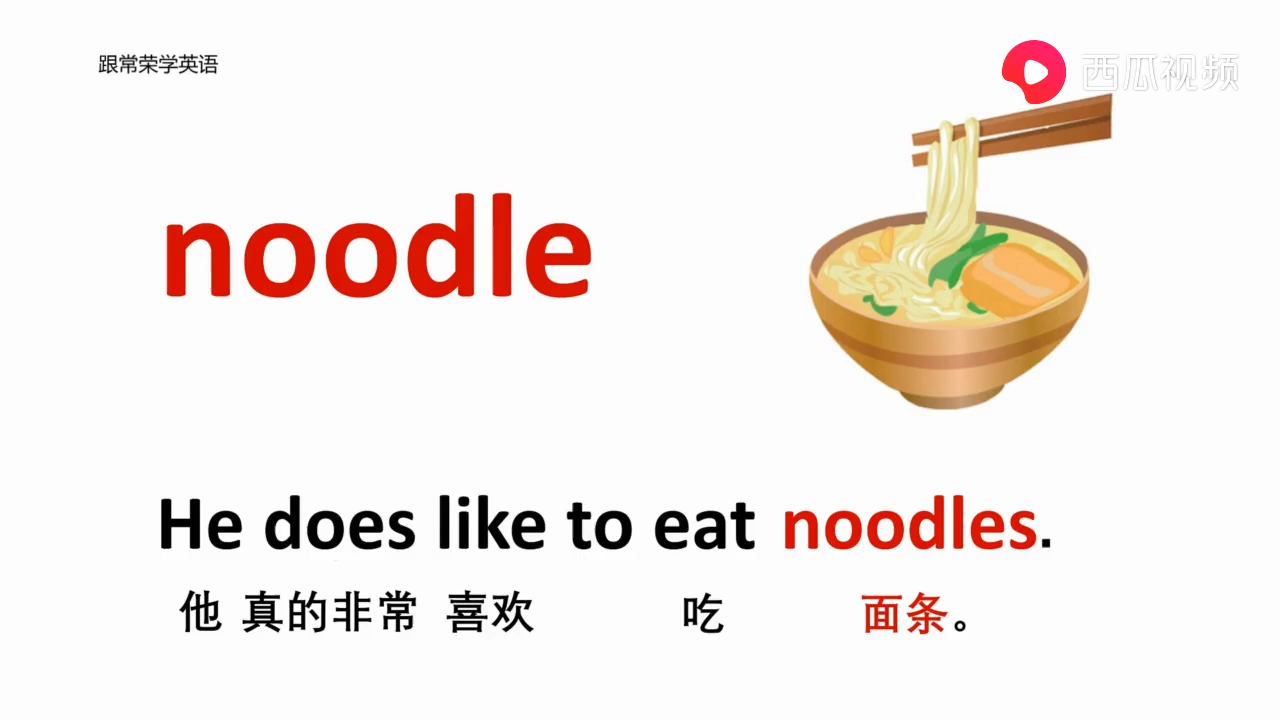 跟常荣学英语
西瓜视频
noodle
He does like to eat noodles.
他 真的非常 喜欢 吃 面条。